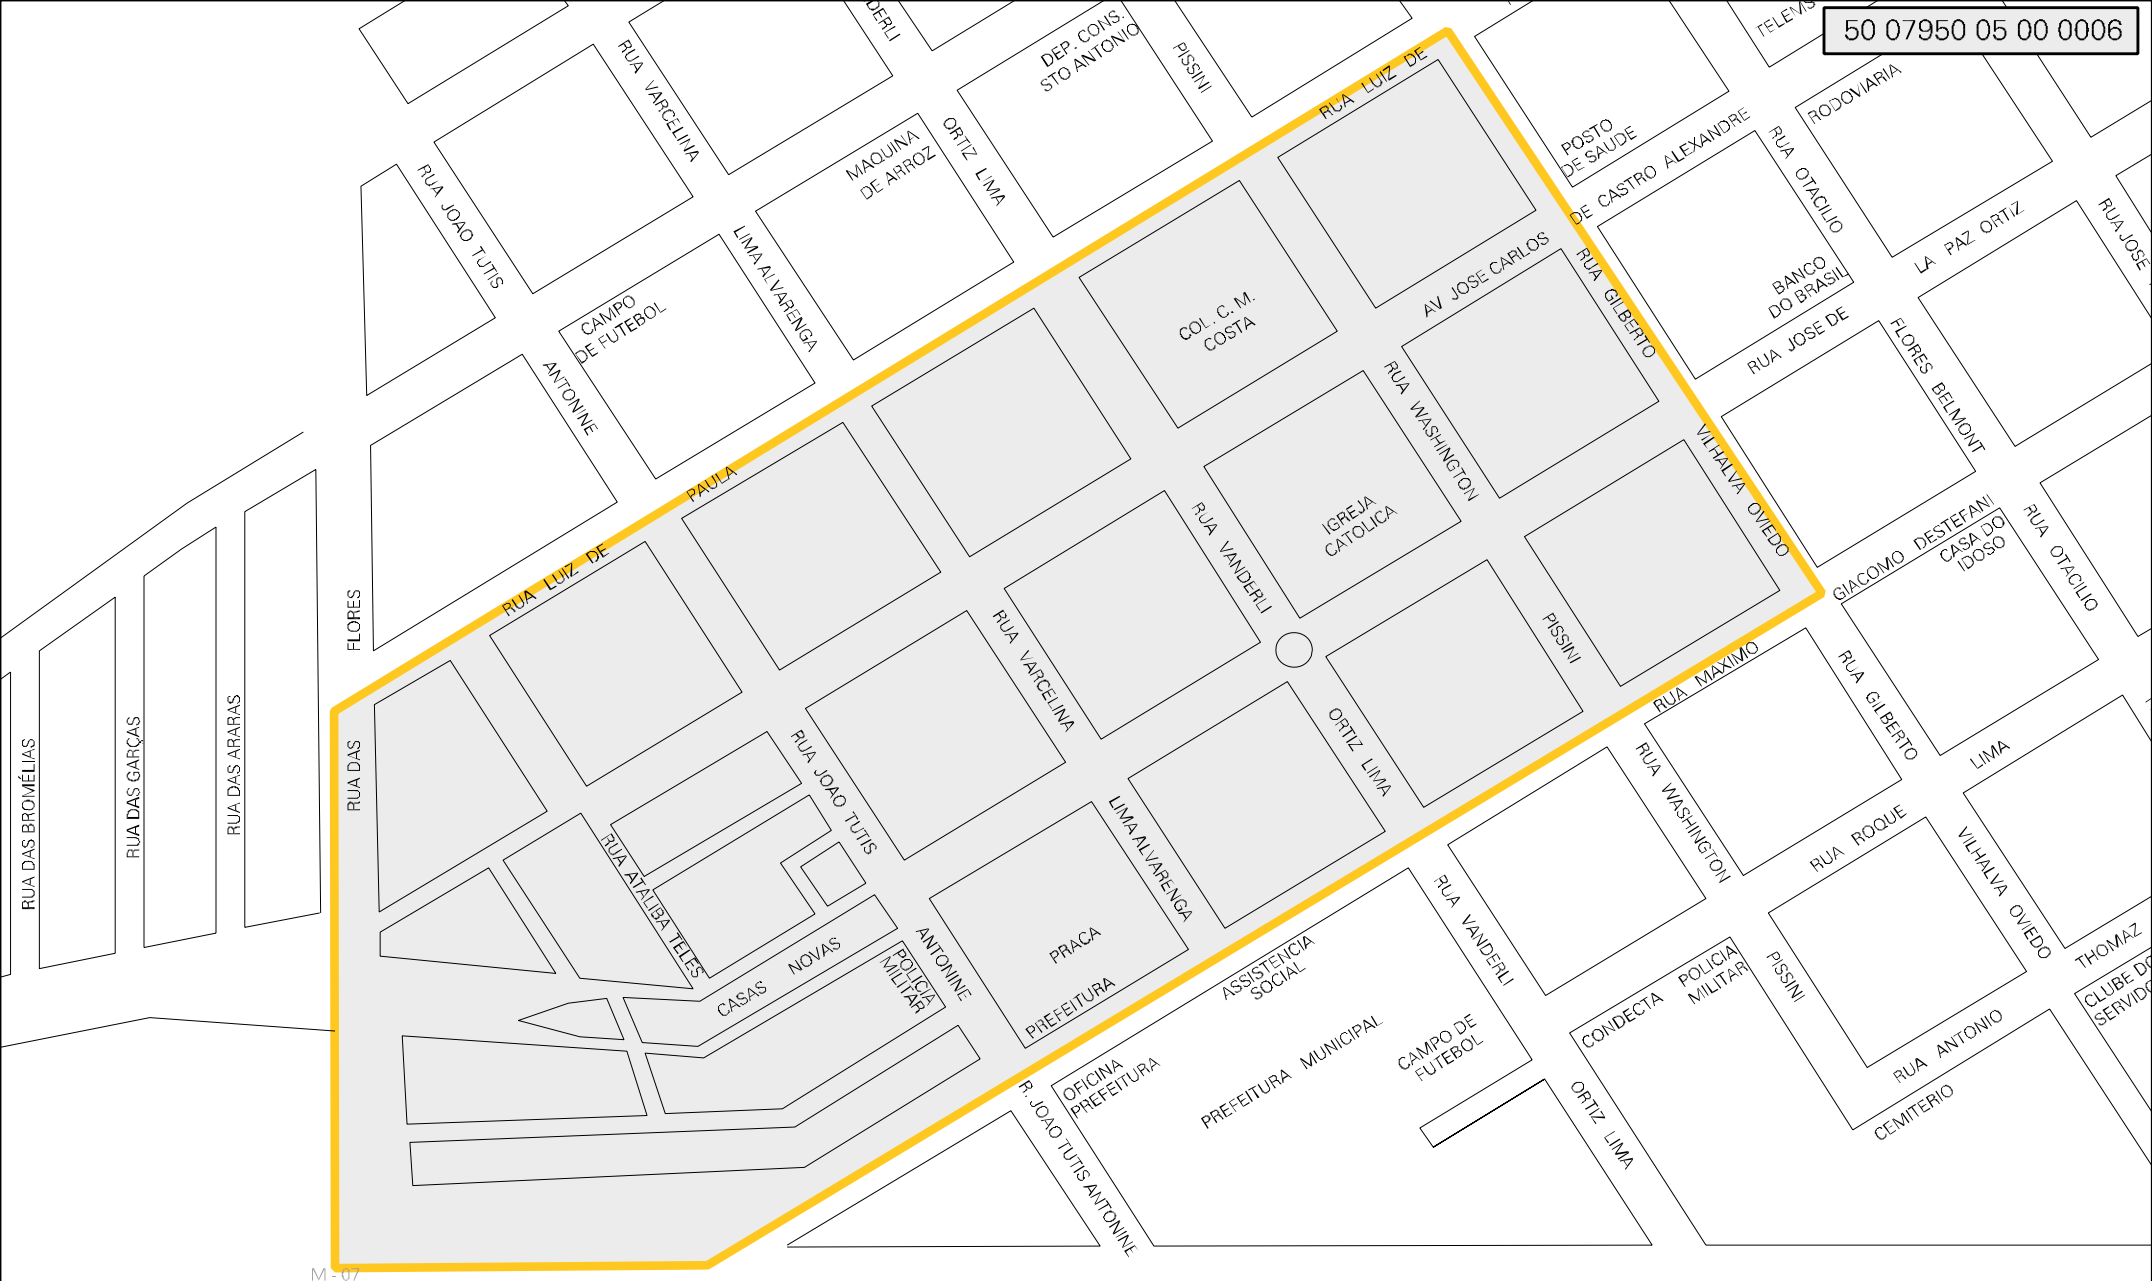 50 07950 05 00 0006
DERLI
DEP. CONS.
STO ANTONIO
PISSINI
RUA LUIZ DE
RODOVIARIA
POSTO
DE SAUDE
DE CASTRO ALEXANDRE
RUA OTACILIO
RUA VARCELINA
MAQUINA
DE ARROZ
ORTIZ LIMA
RUA JOAO TUTIS
LIMA ALVARENGA
CAMPO
DE FUTEBOL
ANTONINE
COL. C. M.
COSTA
AV JOSE CARLOS
RUA GILBERTO
BANCO
DO BRASIL
LA PAZ ORTIZ
RUA JOSE
RUA JOSE DE
FLORES BELMONT
RUA WASHINGTON
VILHALVA OVIEDO
PAULA
RUA LUIZ DE
RUA VANDERLI
IGREJA
CATOLICA
GIACOMO DESTEFANI
CASA DO
IDOSO
RUA OTACILIO
FLORES
RUA VARCELINA
PISSINI
RUA MAXIMO
RUA GILBERTO
LIMA
RUA DAS BROMÉLIAS
RUA DAS GARÇAS
RUA DAS ARARAS
RUA DAS
RUA JOAO TUTIS
ORTIZ LIMA
RUA WASHINGTON
RUA ROQUE
VILHALVA OVIEDO
THOMAZ
RUA ATALIBA TELES
LIMA ALVARENGA
RUA VANDERLI
CASAS NOVAS
POLICIA
MILITAR
ANTONINE
PRACA
PREFEITURA
ASSISTENCIA
SOCIAL
CONDECTA
POLICIA
MILITAR
PISSINI
CLUBE DO
RUA ANTONIO
CEMITERIO
OFICINA
PREFEITURA
PREFEITURA MUNICIPAL
CAMPO DE
FUTEBOL
ORTIZ LIMA
R. JOAO TUTIS ANTONINE
M - 07